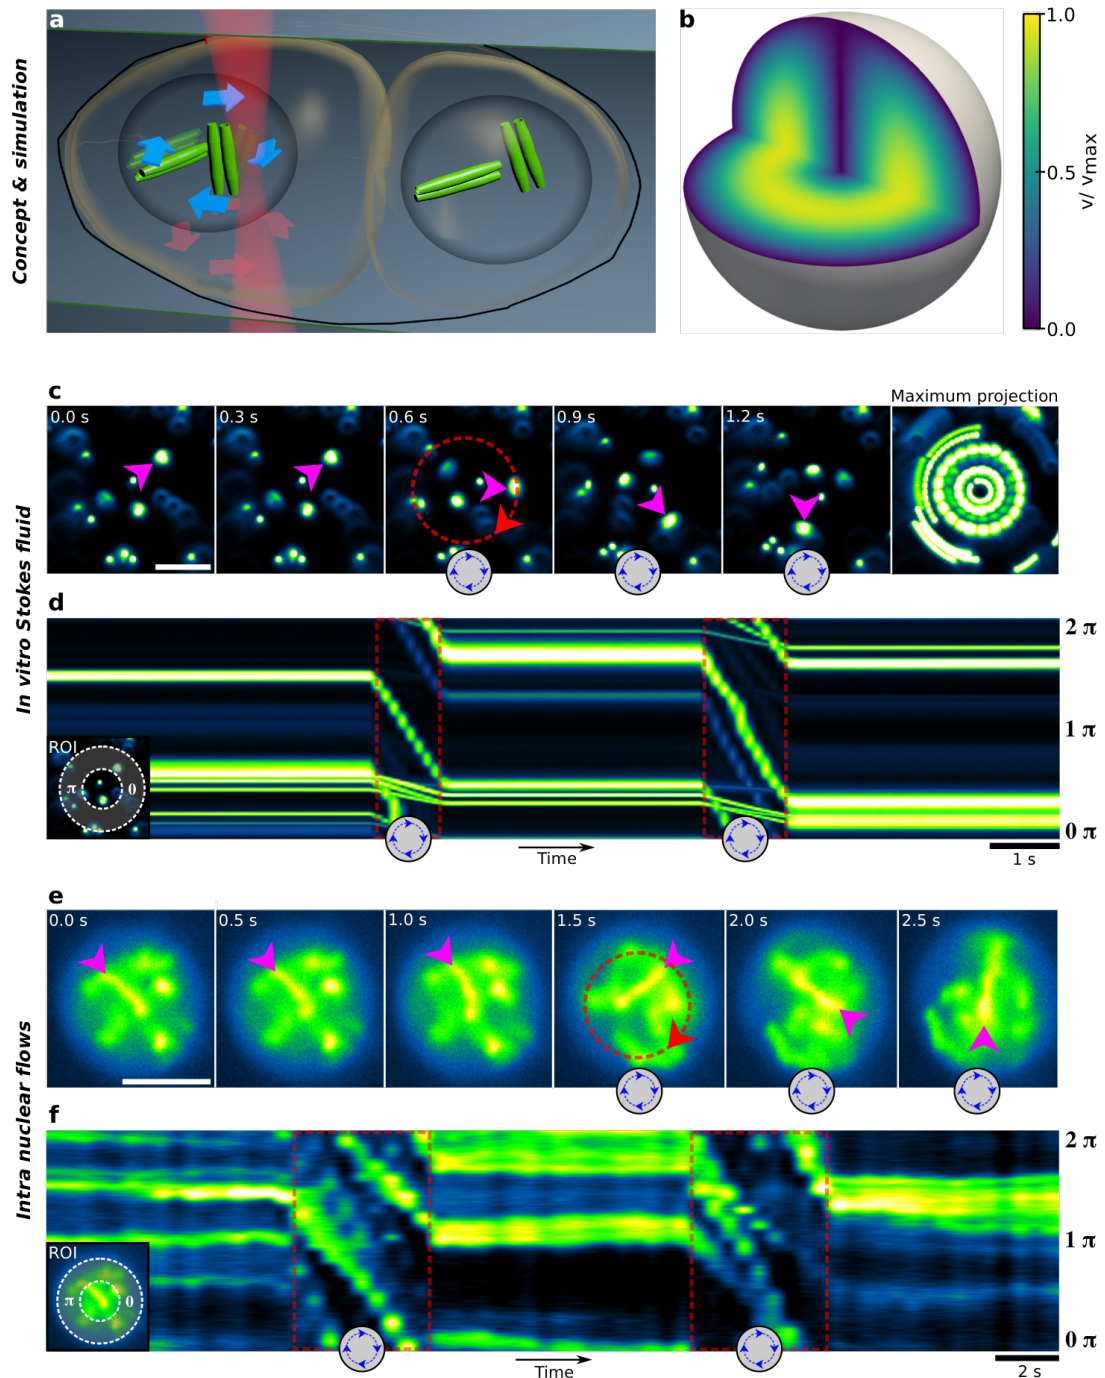 Concept & simulation
a
b
1.0
0.5
0.0
v/ vmax
In vitro Stokes fluid
c
Maximum projection
0.0 s
0.3 s
0.6 s
0.9 s
1.2 s
d
2 π
1 π
0 π
ROI
π
0
Time
1 s
Intra nuclear flows
e
0.0 s
0.5 s
1.0 s
1.5 s
2.0 s
2.5 s
f
2 π
1 π
0 π
ROI
π
0
Time
2 s